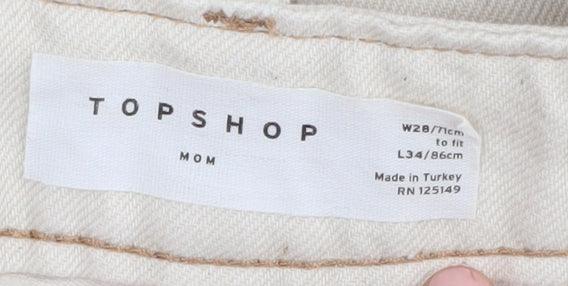 TOPSHOP
MOM
W28/71cm
to fit
L34/86cm
Made in Turkey
RN 125149